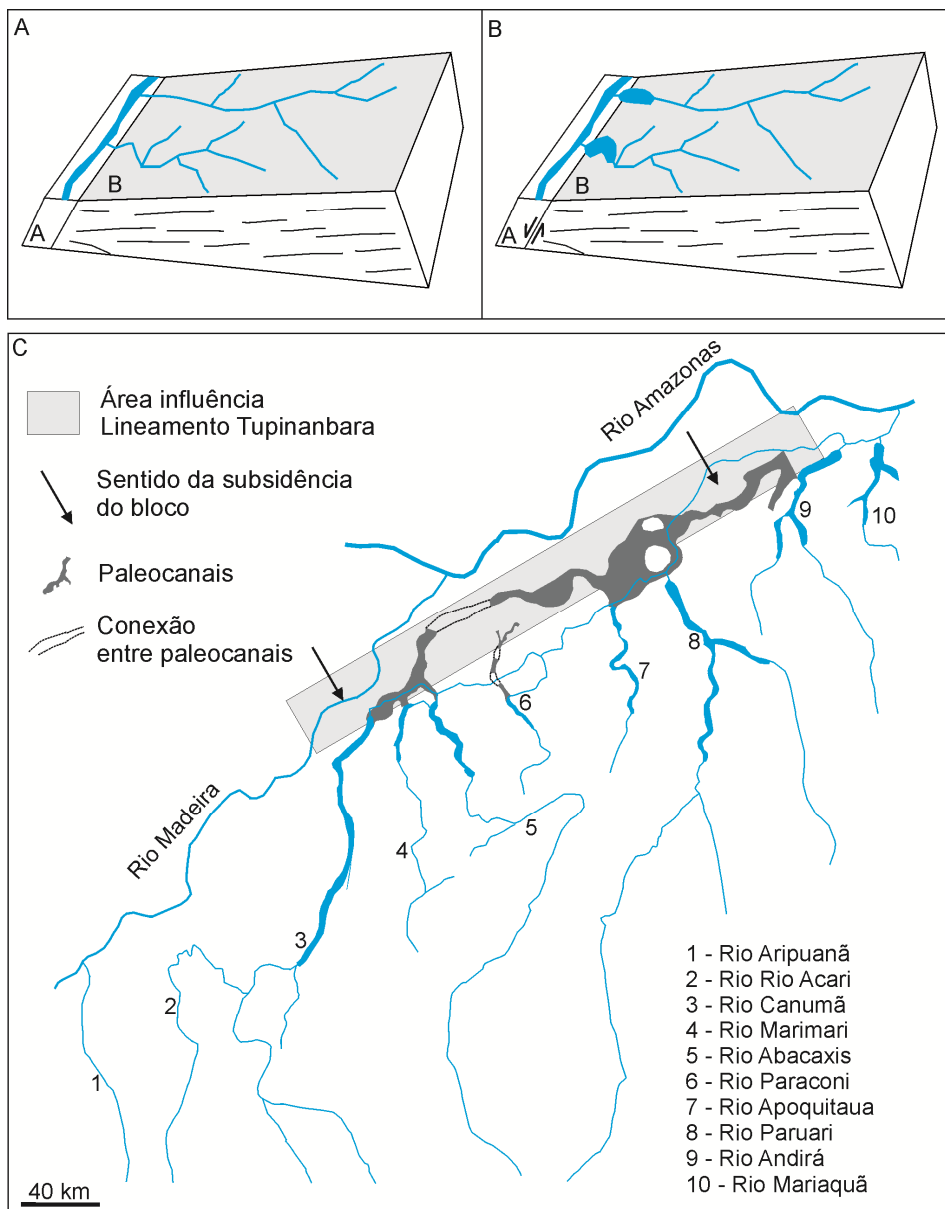 A
B
B
A
B
A
C
Área influência
Lineamento Tupinanbara
Sentido da subsidência
do bloco
Paleocanais
Conexão
entre paleocanais
Rio Amazonas
Rio Madeira
1
2
3
4
5
6
7
8
9
10
1 - Rio Aripuanã
2 - Rio Rio Acari
3 - Rio Canumã
4 - Rio Marimari
5 - Rio Abacaxis
6 - Rio Paraconi
7 - Rio Apoquitaua
8 - Rio Paruari
9 - Rio Andirá
10 - Rio Mariaquã
40 km